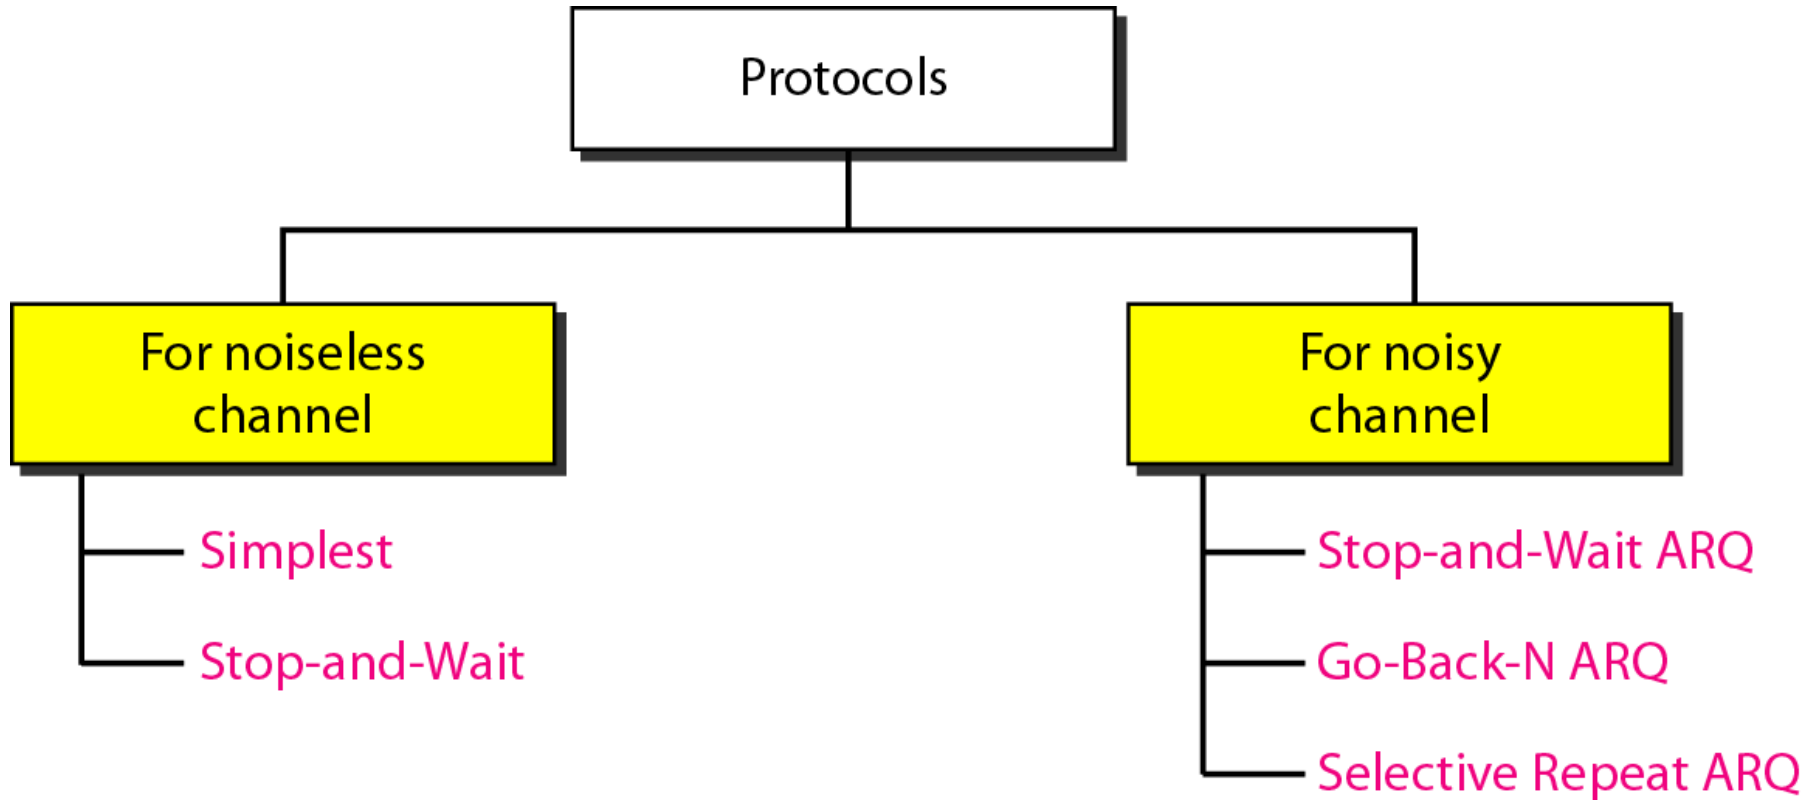 Protocols
For noiseless
channel
Simplest
Stop-and-Wait
For noisy
channel
Stop-and-Wait ARQ
Go-Back-N ARQ
Selective Repeat ARQ